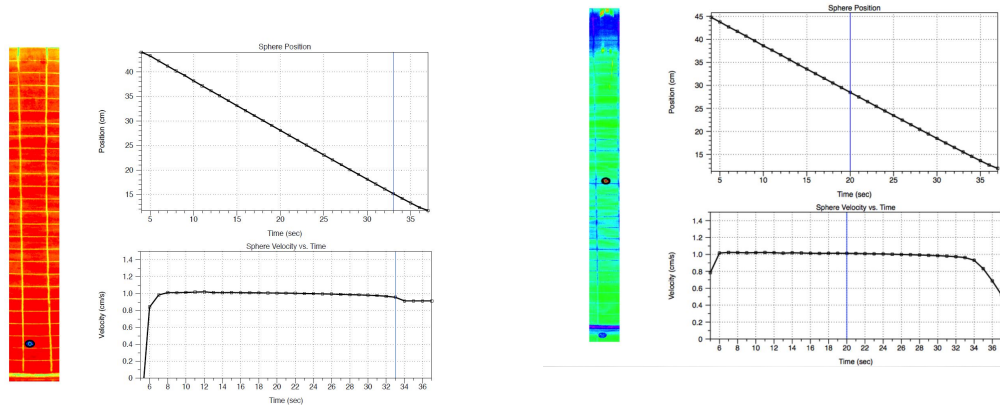 Sphere Position
Position (cm)
40
35
30
25
20
15
5 10 15 20 25 30 35
Time (sec)
Sphere Velocity vs. Time
Velocity (cm/s)
1.4
1.2
1.0
0.8
0.6
0.4
0.2
0
6 8 10 12 14 16 18 20 22 24 26 28 30 33 34 36
Time (sec)
Sphere Position
Position (cm)
45
40
35
30
25
20
15
5 10 15 20 25 30 35
Time (sec)
Sphere Velocity vs. Time
Velocity (cm/s)
1.4
1.2
1.0
0.8
0.6
0.4
0.2
0
6 8 10 12 14 16 18 20 22 24 26 28 30 32 34 36
Time (sec)